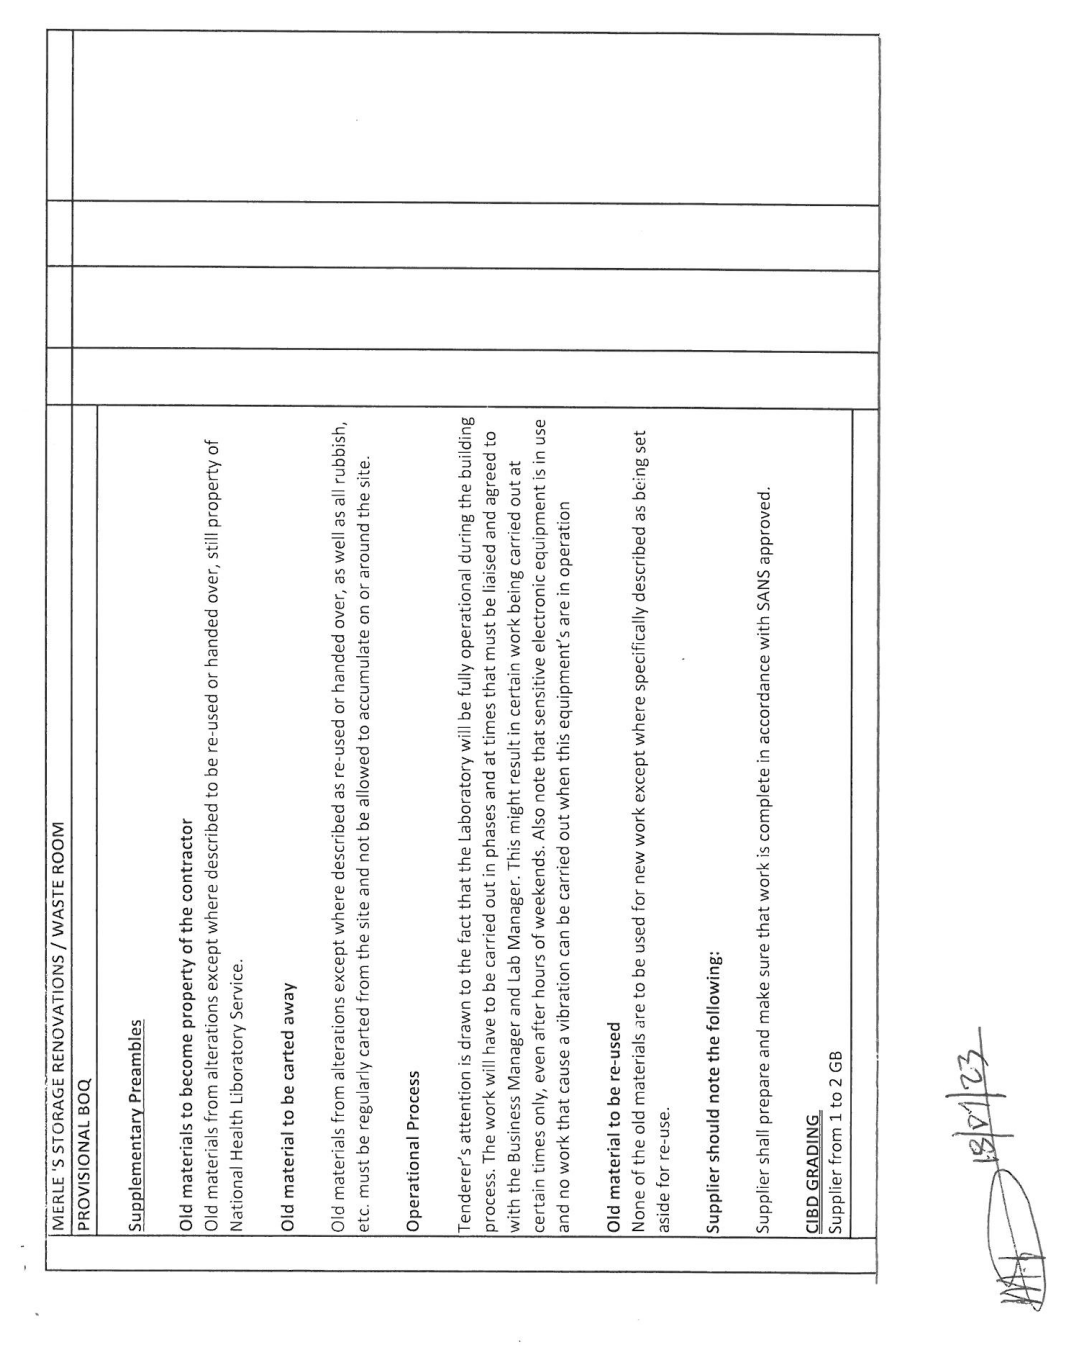 MERLE 'S STORAGE RENOVATIONS / WASTE ROOM
PROVISIONAL BOQ
Supplementary Preambles
Old materials to become property of the contractor
Old materials from alterations except where described to be re-used or handed over, still property of
National Health Liboratory Service.
Old material to be carted away
Old materials from alterations except where described as re-used or handed over, as well as all rubbish,
etc. must be regularly carted from the site and not be allowed to accumulate on or around the site.
Operational Process
Tenderer's attention is drawn to the fact that the Laboratory will be fully operational during the building
process. The work will have to be carried out in phases and at times that must be liaised and agreed to
with the Business Manager and Lab Manager. This might result in certain work being carried out at
certain times only, even after hours of weekends. Also note that sensitive electronic equipment is in use
and no work that cause a vibration can be carried out when this equipment's are in operation
Old material to be re-used
None of the old materials are to be used for new work except where specifically described as being set
aside for re-use.
Supplier should note the following:
Supplier shall prepare and make sure that work is complete in accordance with SANS approved.
CIBD GRADING
Supplier from 1 to 2 GB